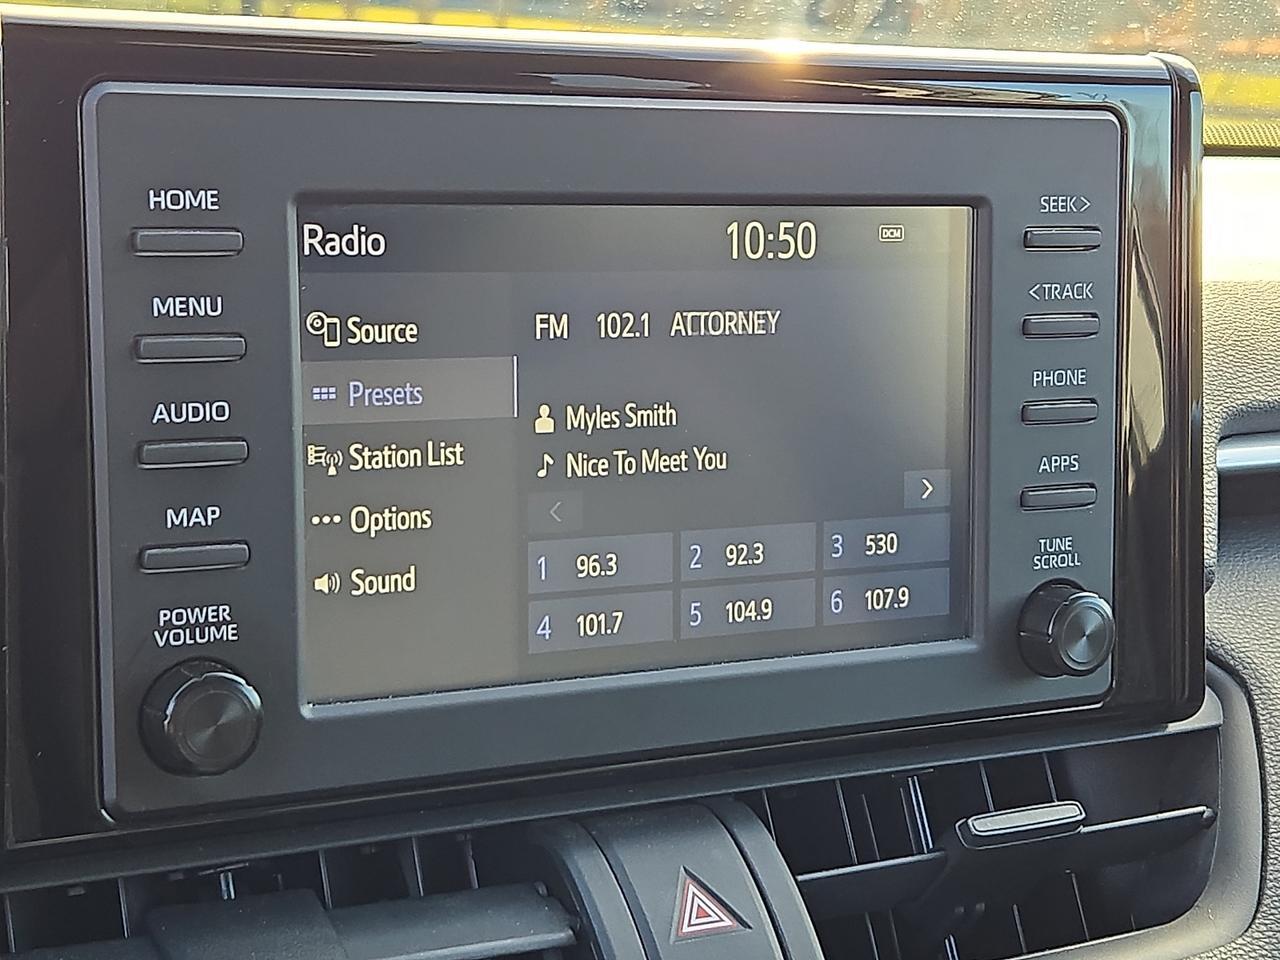 HOME
MENU
AUDIO
MAP
POWER
VOLUME
Radio
10:50
DCM
Source
Presets
Station List
Options
Sound
FM 102.1 ATTORNEY
Myles Smith
Nice To Meet You
<
>
1 96.3
2 92.3
3 530
4 101.7
5 104.9
6 107.9
SEEK>
<TRACK
PHONE
APPS
TUNE
SCROLL